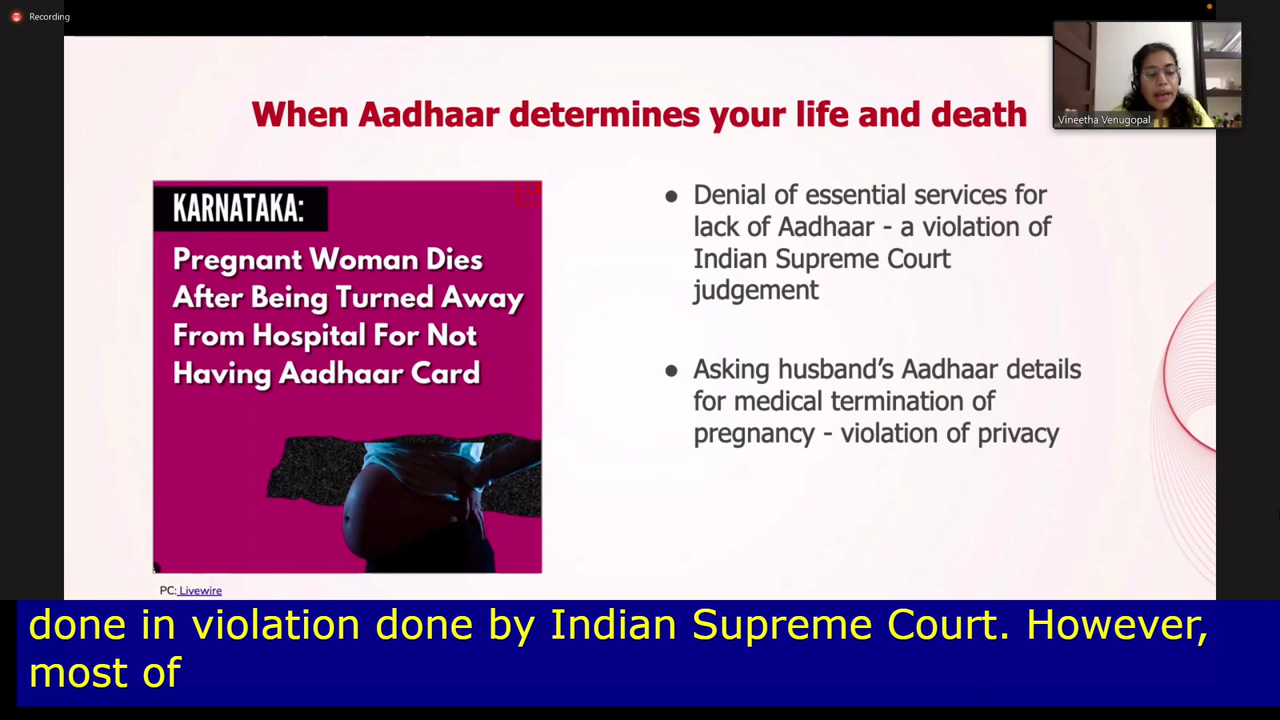 Recording
When Aadhaar determines your life and death
Vineetha Venugopal
KARNATAKA:
Pregnant Woman Dies
After Being Turned Away
From Hospital For Not
Having Aadhaar Card
PC: Livewire
● Denial of essential services for
lack of Aadhaar - a violation of
Indian Supreme Court
judgement
● Asking husband's Aadhaar details
for medical termination of
pregnancy - violation of privacy
done in violation done by Indian Supreme Court. However,
most of